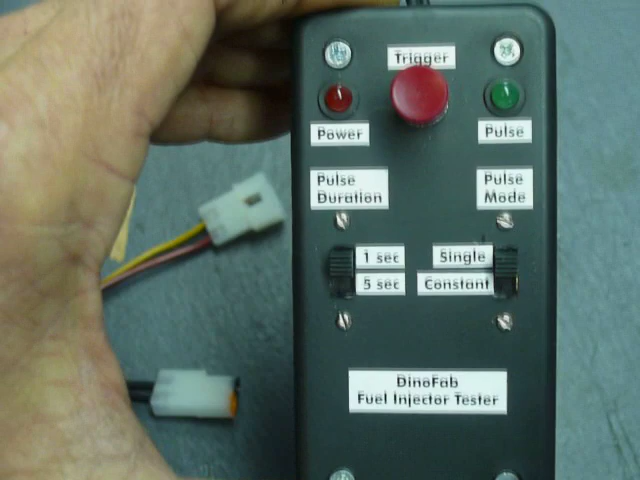 Trigger
Power
Pulse
Pulse
Duration
Pulse
Mode
1 sec
5 sec
Single
Constant
DinoFab
Fuel Injector Tester